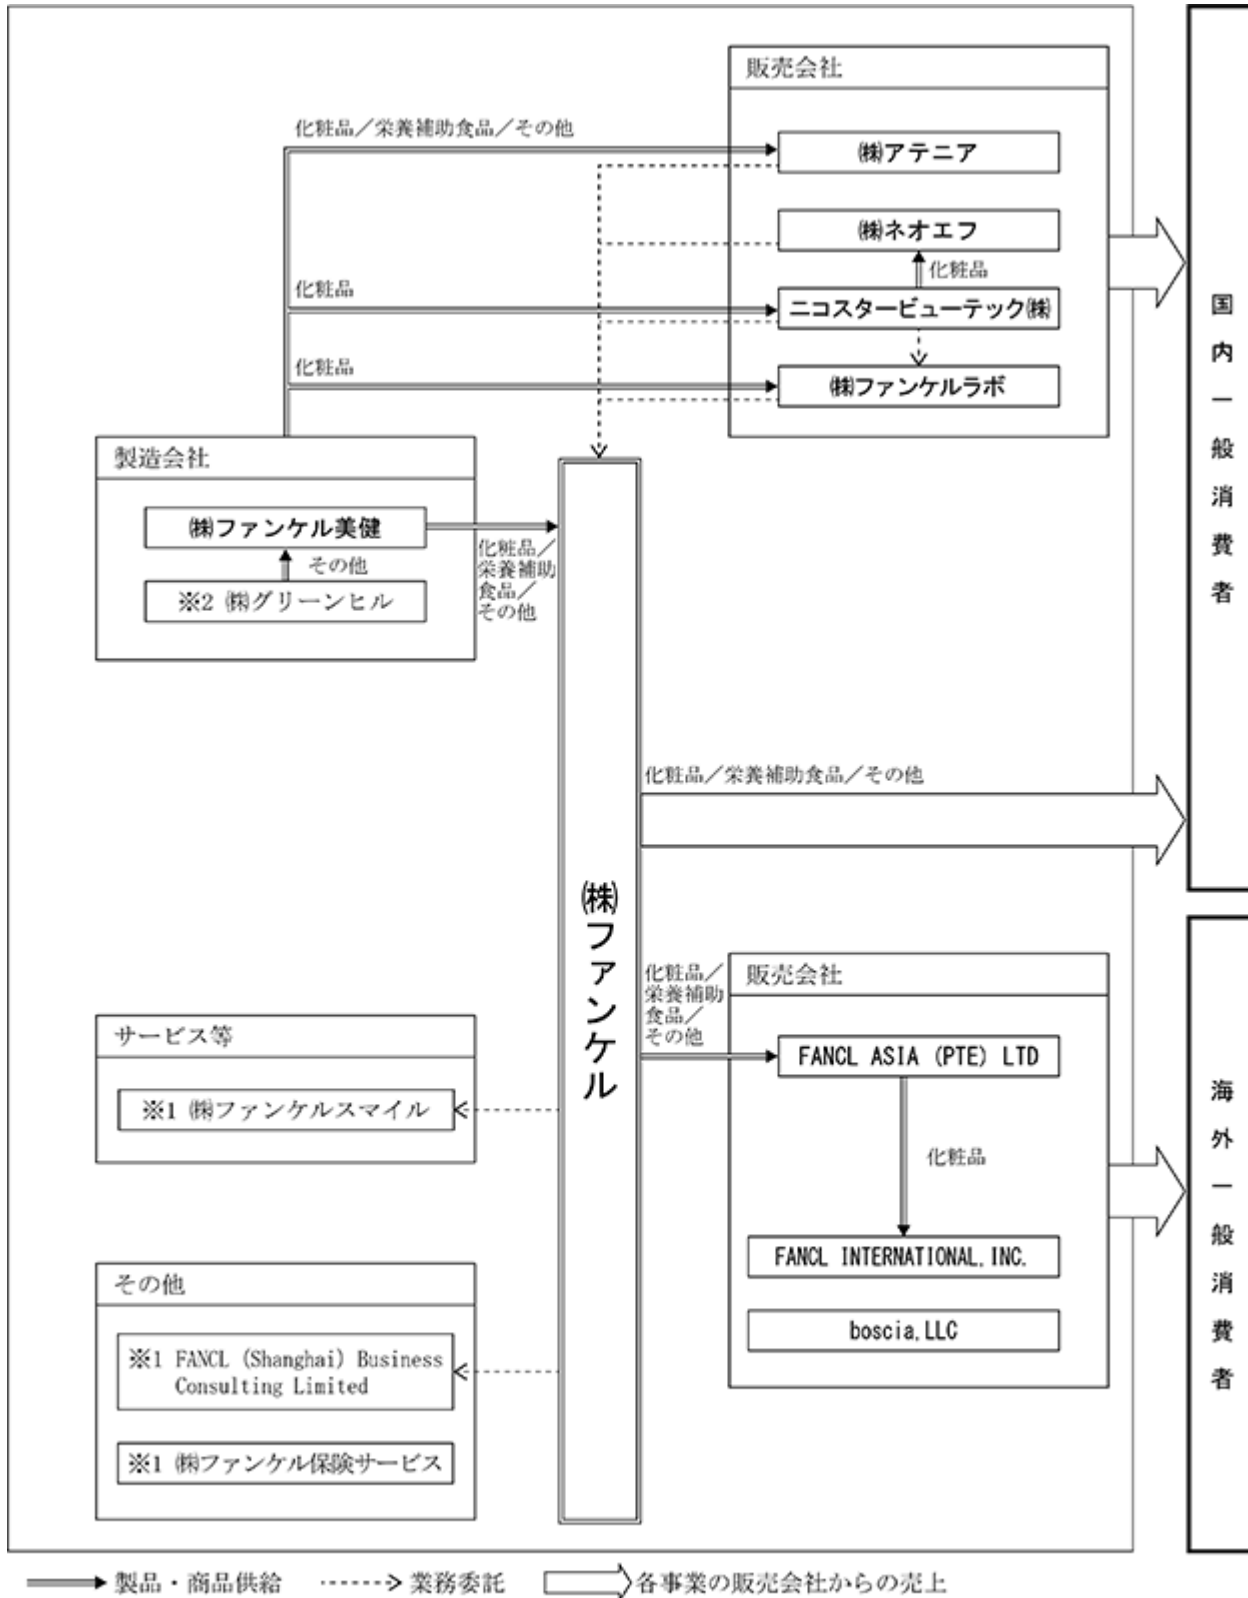 販売会社
化粧品／栄養補助食品／その他
㈱アテニア
㈱ネオエフ
化粧品
化粧品
ニコスタービューテック㈱
化粧品
㈱ファンケルラボ
国内一般消費者
製造会社
㈱ファンケル美健
その他
※2 ㈱グリーンヒル
化粧品／
栄養補助
食品／
その他
化粧品／栄養補助食品／その他
㈱ファンケル
化粧品／
栄養補助
食品／
その他
販売会社
FANCL ASIA (PTE) LTD
化粧品
FANCL INTERNATIONAL,INC.
boscia,LLC
海外一般消費者
サービス等
※1 ㈱ファンケルスマイル
その他
※1 FANCL (Shanghai) Business
Consulting Limited
※1 ㈱ファンケル保険サービス
製品・商品供給
業務委託
各事業の販売会社からの売上